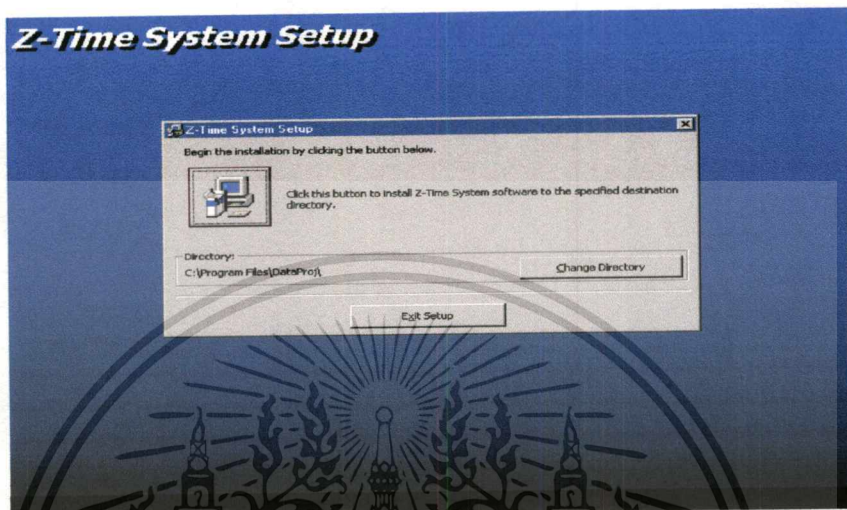 Z-Time System Setup
Z-Time System Setup
Begin the installation by clicking the button below.
Click this button to install Z-Time System software to the specified destination
directory.
Directory:
C:\Program Files\DataProj\
Change Directory
Exit Setup